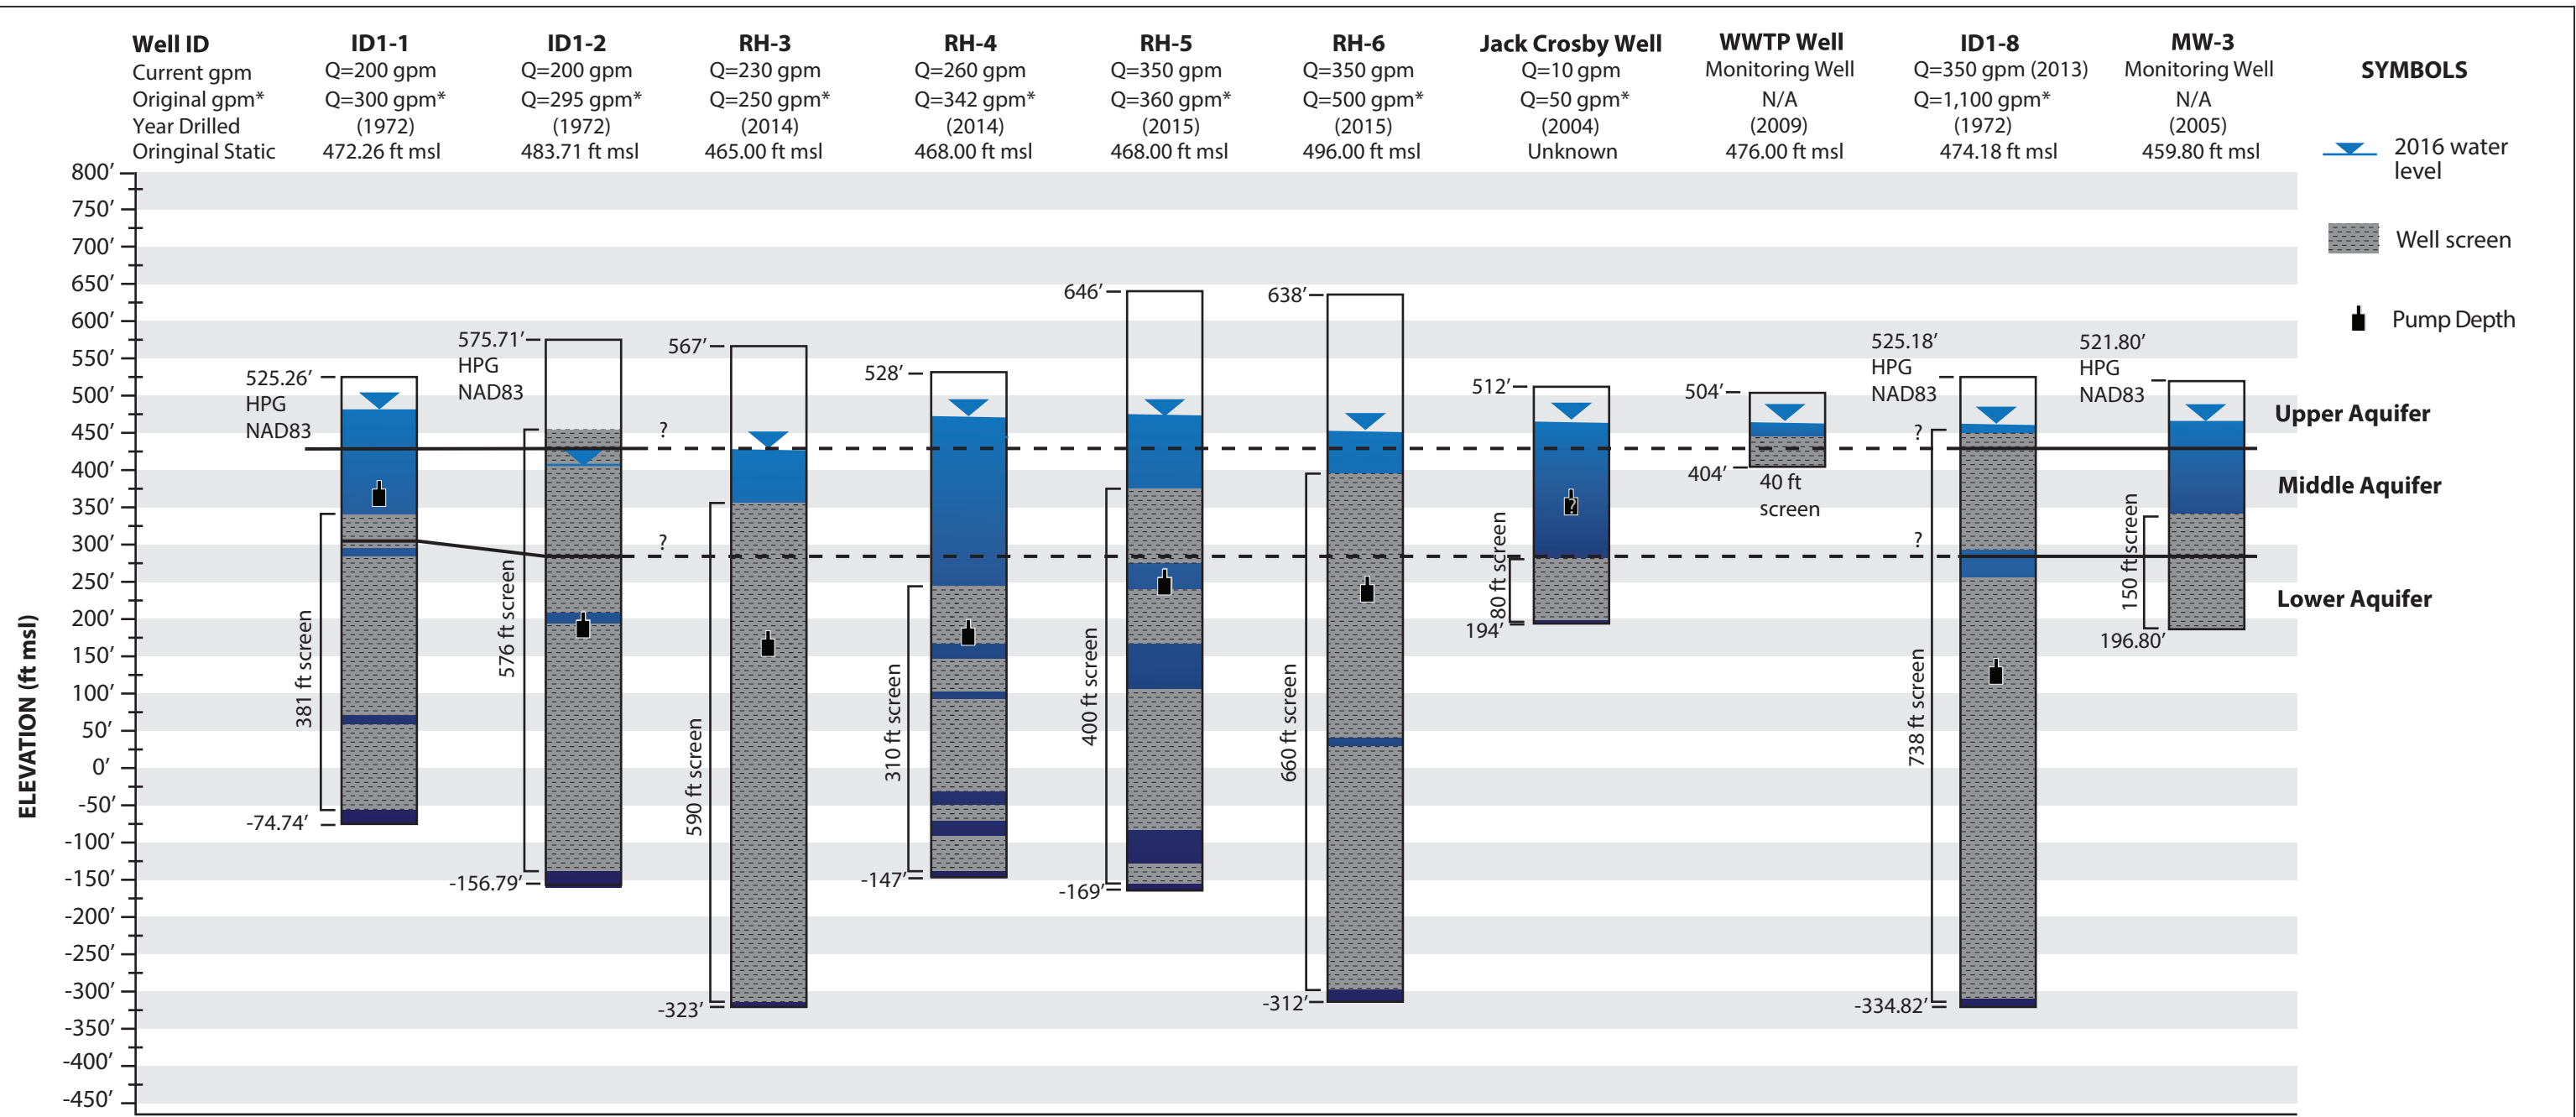 Well ID ID1-1 ID1-2 RH-3 RH-4 RH-5 RH-6 Jack Crosby Well WWTP Well ID1-8 MW-3
Current gpm Q=200 gpm Q=200 gpm Q=230 gpm Q=260 gpm Q=350 gpm Q=350 gpm Q=10 gpm Monitoring Well Q=350 gpm (2013) Monitoring Well
Original gpm* Q=300 gpm* Q=295 gpm* Q=250 gpm* Q=342 gpm* Q=360 gpm* Q=500 gpm* Q=50 gpm* N/A Q=1,100 gpm* N/A
Year Drilled (1972) (1972) (2014) (2014) (2015) (2015) (2004) (2009) (1972) (2005)
Oringinal Static 472.26 ft msl 483.71 ft msl 465.00 ft msl 468.00 ft msl 468.00 ft msl 496.00 ft msl Unknown 476.00 ft msl 474.18 ft msl 459.80 ft msl
SYMBOLS
2016 water
level
Well screen
Pump Depth
ELEVATION (ft msl)
800′
750′
700′
650′
600′
550′
500′
450′
400′
350′
300′
250′
200′
150′
100′
50′
0′
-50′
-100′
-150′
-200′
-250′
-300′
-350′
-400′
-450′
525.26′
HPG
NAD83
381 ft screen
-74.74′
575.71′
HPG
NAD83
576 ft screen
-156.79′
?
?
567′
590 ft screen
-323′
528′
310 ft screen
-147′
646′
400 ft screen
-169′
638′
660 ft screen
-312′
512′
?
80 ft screen
194′
504′
404′
40 ft
screen
525.18′
HPG
NAD83
?
?
738 ft screen
-334.82′
521.80′
HPG
NAD83
150 ft screen
196.80′
Upper Aquifer
Middle Aquifer
Lower Aquifer